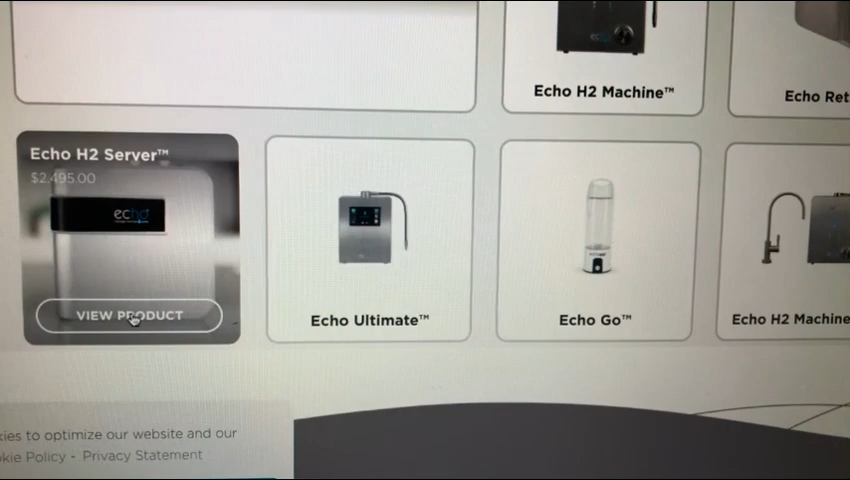 Echo H2 Machine™
Echo Ret
Echo H2 Server™
$2,495.00
echo
VIEW PRODUCT
Echo Ultimate™
Echo Go™
Echo H2 Machine
kies to optimize our website and our
kie Policy - Privacy Statement